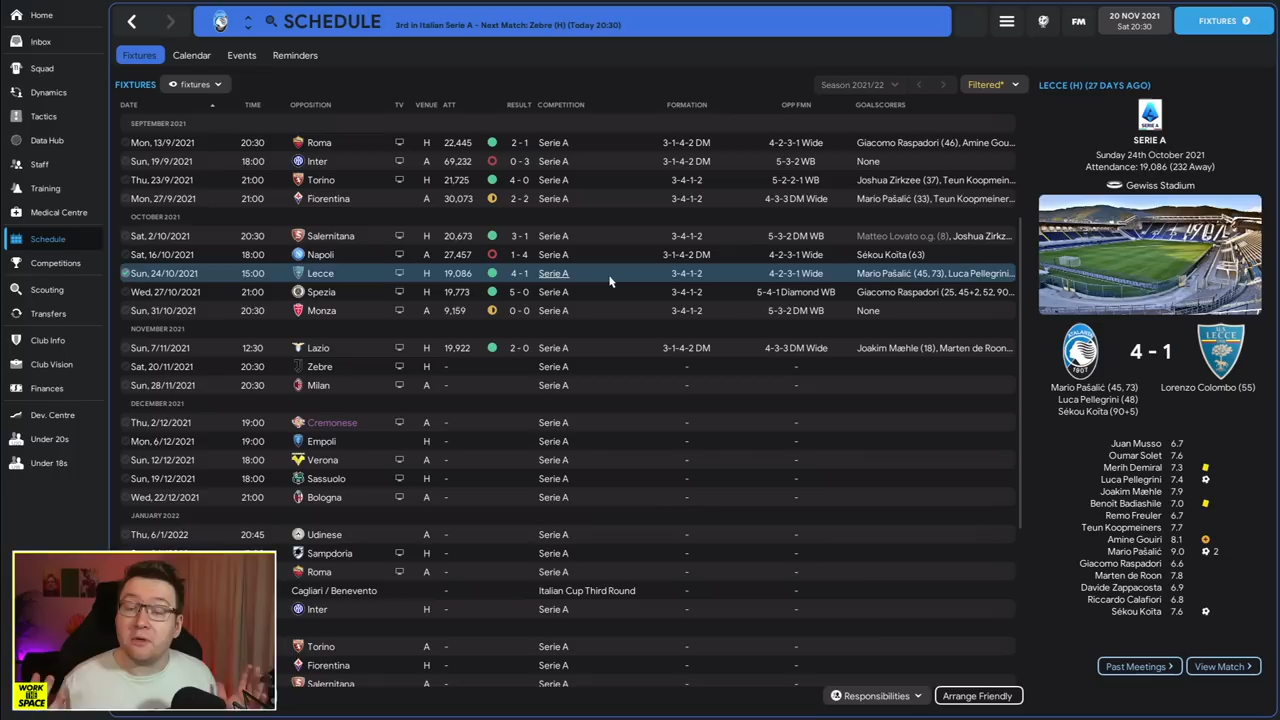 Home
Inbox
Squad
Dynamics
Tactics
Data Hub
Staff
Training
Medical Centre
Schedule
Competitions
Scouting
Transfers
Club Info
Club Vision
Finances
Dev. Centre
Under 20s
Under 18s
SCHEDULE
3rd in Italian Serie A - Next Match: Zebre (H) (Today 20:30)
FM
20 NOV 2021
Sat 20:30
FIXTURES
Fixtures Calendar Events Reminders
FIXTURES fixtures Season 2021/22 Filtered*
DATE TIME OPPOSITION TV VENUE ATT RESULT COMPETITION FORMATION OPP FMN GOALSCORERS
SEPTEMBER 2021
Mon, 13/9/2021 20:30 Roma H 22,445 2 - 1 Serie A 3-1-4-2 DM 4-2-3-1 Wide Giacomo Raspadori (46), Amine Gou...
Sun, 19/9/2021 18:00 Inter A 69,232 0 - 3 Serie A 3-1-4-2 DM 5-3-2 WB None
Thu, 23/9/2021 21:00 Torino H 21,725 4 - 0 Serie A 3-4-1-2 5-2-2-1 WB Joshua Zirkzee (37), Teun Koopmein...
Mon, 27/9/2021 21:00 Fiorentina A 30,073 2 - 2 Serie A 3-4-1-2 4-3-3 DM Wide Mario Pašalić (33), Teun Koopmeiner...
OCTOBER 2021
Sat, 2/10/2021 20:30 Salernitana H 20,673 3 - 1 Serie A 3-4-1-2 5-3-2 DM WB Matteo Lovato o.g. (8), Joshua Zirkz...
Sat, 16/10/2021 18:00 Napoli A 27,457 1 - 4 Serie A 3-1-4-2 DM 4-2-3-1 Wide Sékou Koïta (63)
Sun, 24/10/2021 15:00 Lecce H 19,086 4 - 1 Serie A 3-4-1-2 4-2-3-1 Wide Mario Pašalić (45, 73), Luca Pellegrini...
Wed, 27/10/2021 21:00 Spezia H 19,773 5 - 0 Serie A 3-4-1-2 5-4-1 Diamond WB Giacomo Raspadori (25, 45+2, 52, 90...
Sun, 31/10/2021 20:30 Monza A 9,159 0 - 0 Serie A 3-4-1-2 5-3-2 DM WB None
NOVEMBER 2021
Sun, 7/11/2021 12:30 Lazio H 19,922 2 - 0 Serie A 3-1-4-2 DM 4-3-3 DM Wide Joakim Mæhle (18), Marten de Roon...
Sat, 20/11/2021 20:30 Zebre H - Serie A - -
Sun, 28/11/2021 20:30 Milan A - Serie A - -
DECEMBER 2021
Thu, 2/12/2021 19:00 Cremonese A - Serie A - -
Mon, 6/12/2021 19:00 Empoli H - Serie A - -
Sun, 12/12/2021 18:00 Verona A - Serie A - -
Sun, 19/12/2021 18:00 Sassuolo H - Serie A - -
Wed, 22/12/2021 21:00 Bologna A - Serie A - -
JANUARY 2022
Thu, 6/1/2022 20:45 Udinese A - Serie A - -
Sampdoria H - Serie A - -
Roma A - Serie A - -
Cagliari / Benevento Italian Cup Third Round
Inter H - Serie A - -
Torino A - Serie A - -
Fiorentina H - Serie A - -
Salernitana A - Serie A - -
Responsibilities Arrange Friendly
LECCE (H) (27 DAYS AGO)
SERIE A
SERIE A
Sunday 24th October 2021
Attendance: 19,086 (232 Away)
Gewiss Stadium
ATALANTA
1907
4 - 1
U.S. LECCE
Mario Pašalić (45, 73)
Luca Pellegrini (48)
Sékou Koïta (90+5)
Lorenzo Colombo (55)
Juan Musso 6.7
Oumar Solet 7.6
Merih Demiral 7.3
Luca Pellegrini 7.4
Joakim Mæhle 7.9
Benoît Badiashile 7.0
Remo Freuler 6.7
Teun Koopmeiners 7.7
Amine Gouiri 8.1
Mario Pašalić 9.0 2
Giacomo Raspadori 6.6
Marten de Roon 7.8
Davide Zappacosta 6.9
Riccardo Calafiori 6.8
Sékou Koïta 7.6
Past Meetings View Match
WORK
THE
SPACE